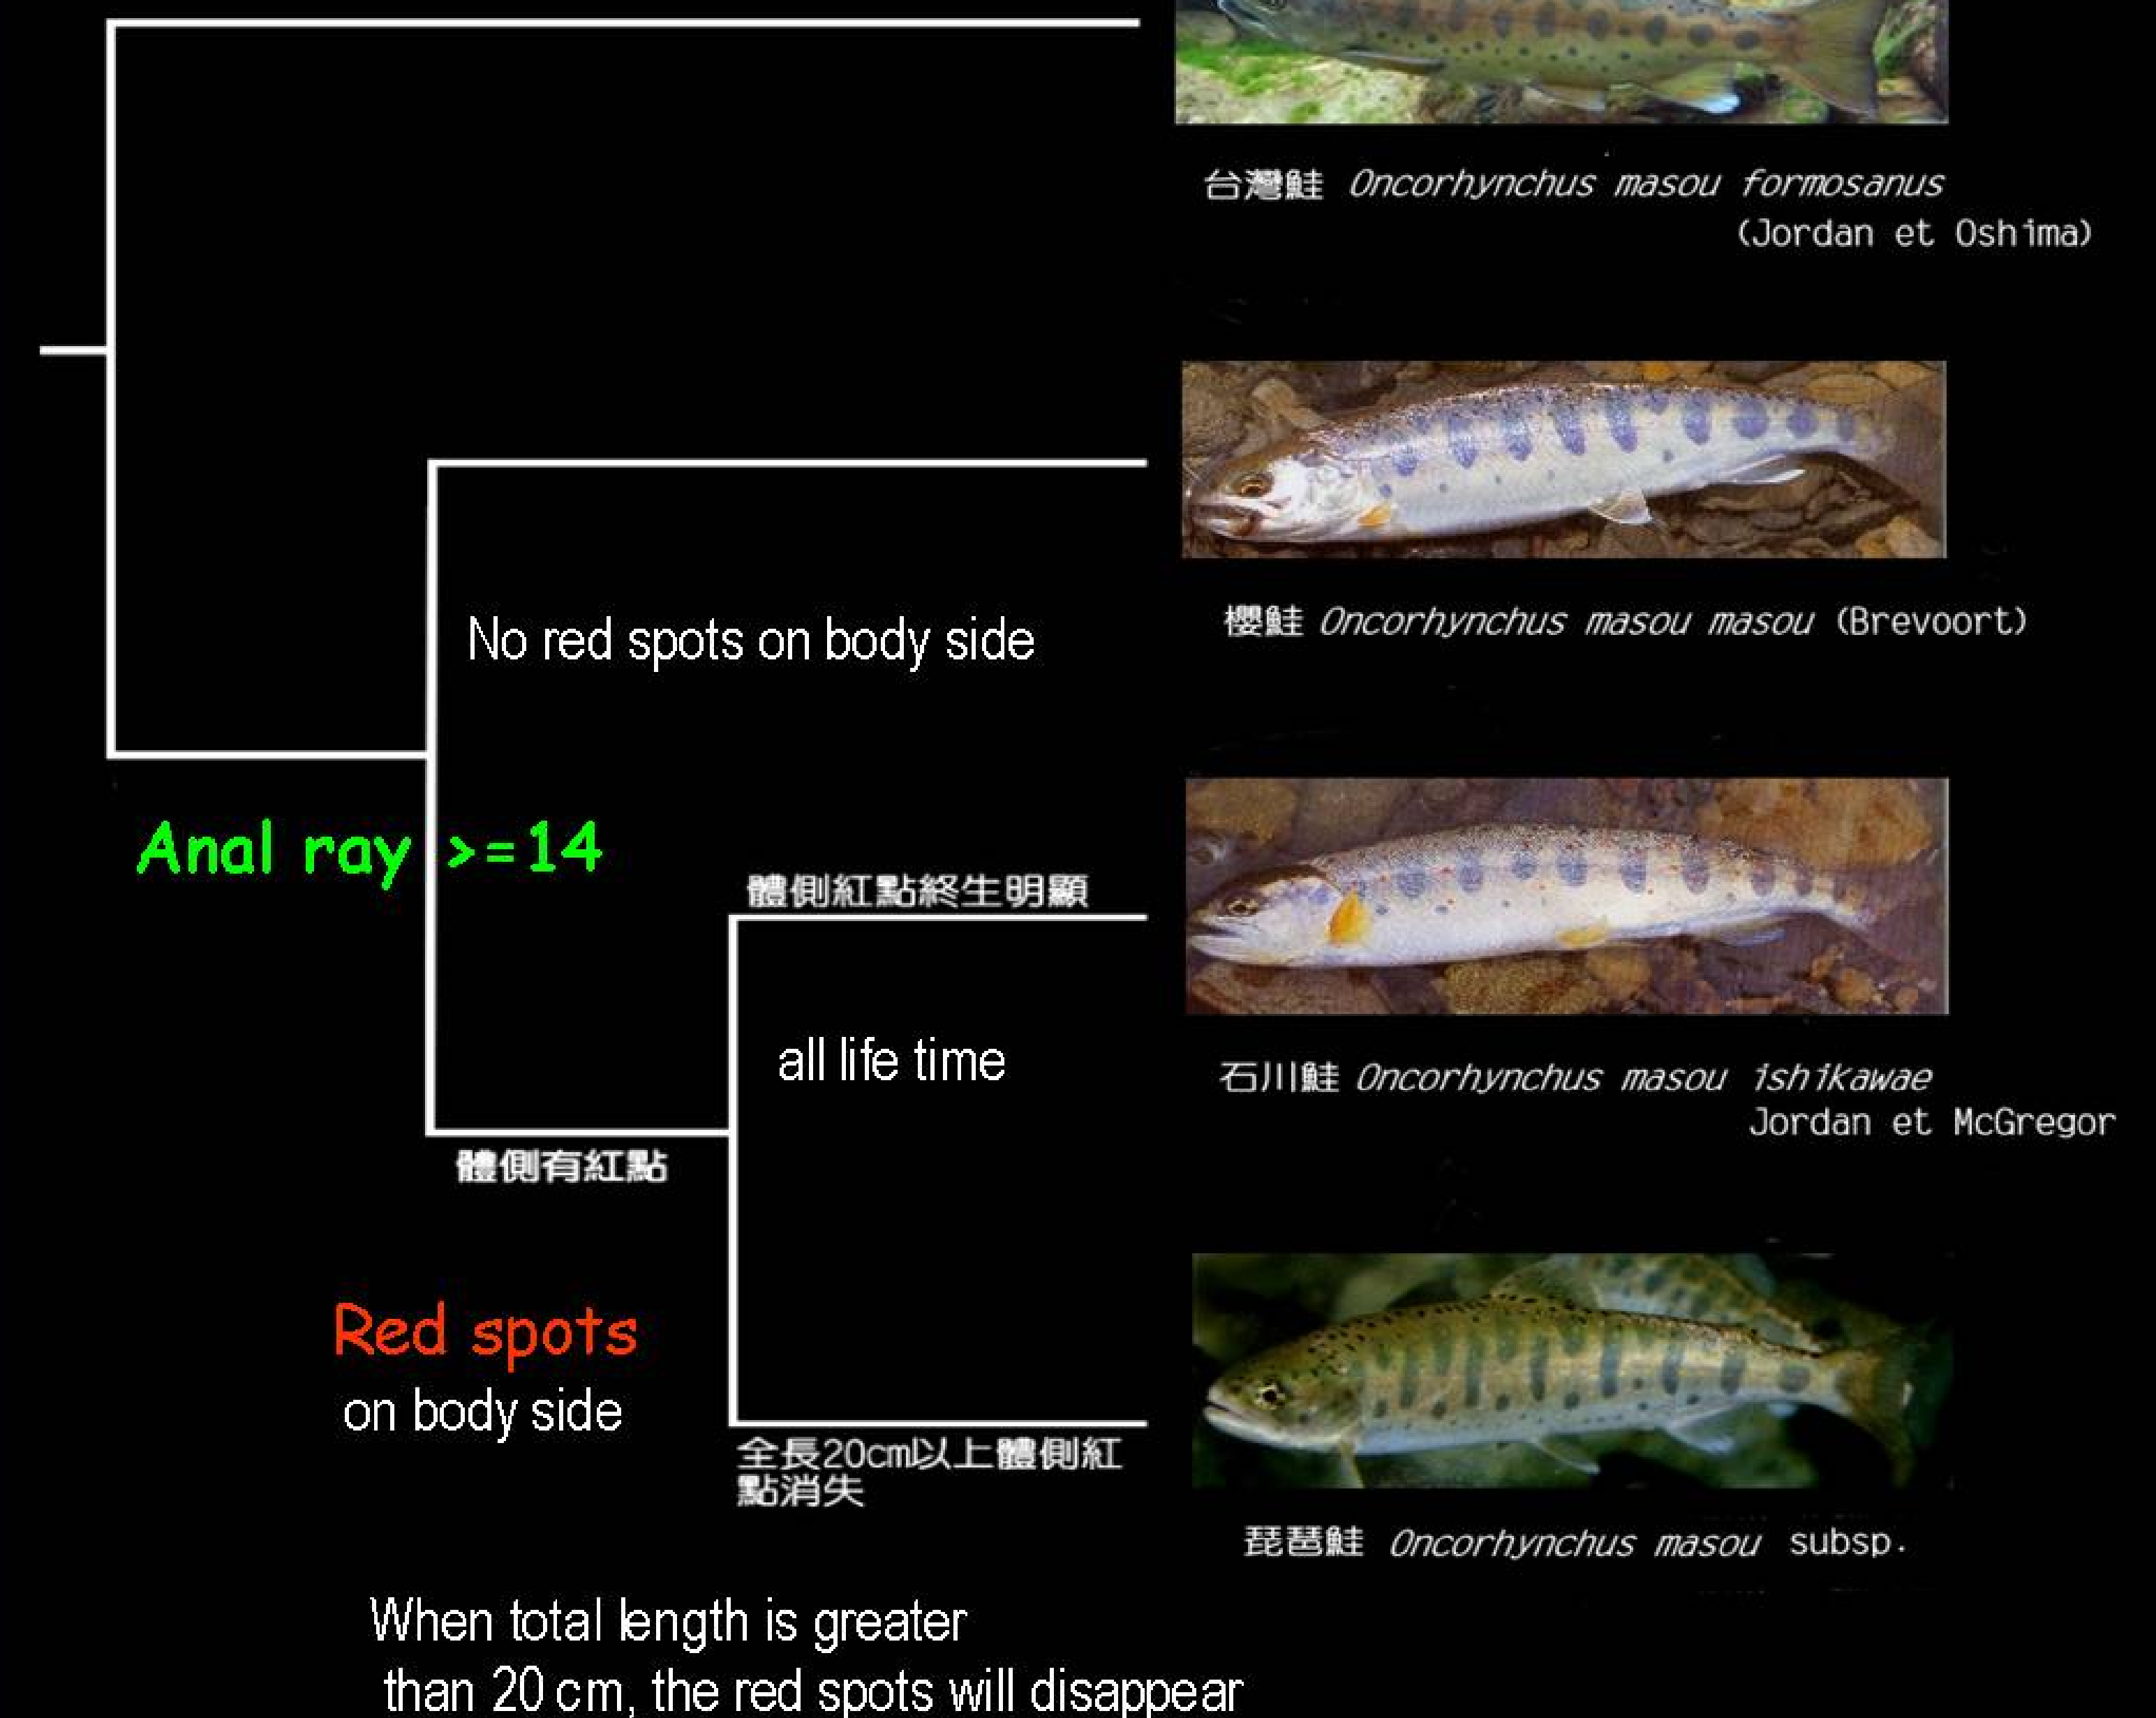 台灣鮭 Oncorhynchus masou formosanus
(Jordan et Oshima)
No red spots on body side
櫻鮭 Oncorhynchus masou masou (Brevoort)
Anal ray >=14
體側紅點終生明顯
all life time
石川鮭 Oncorhynchus masou ishikawae
Jordan et McGregor
體側有紅點
Red spots
on body side
全長20cm以上體側紅
點消失
琵琶鮭 Oncorhynchus masou subsp.
When total length is greater
than 20 cm, the red spots will disappear